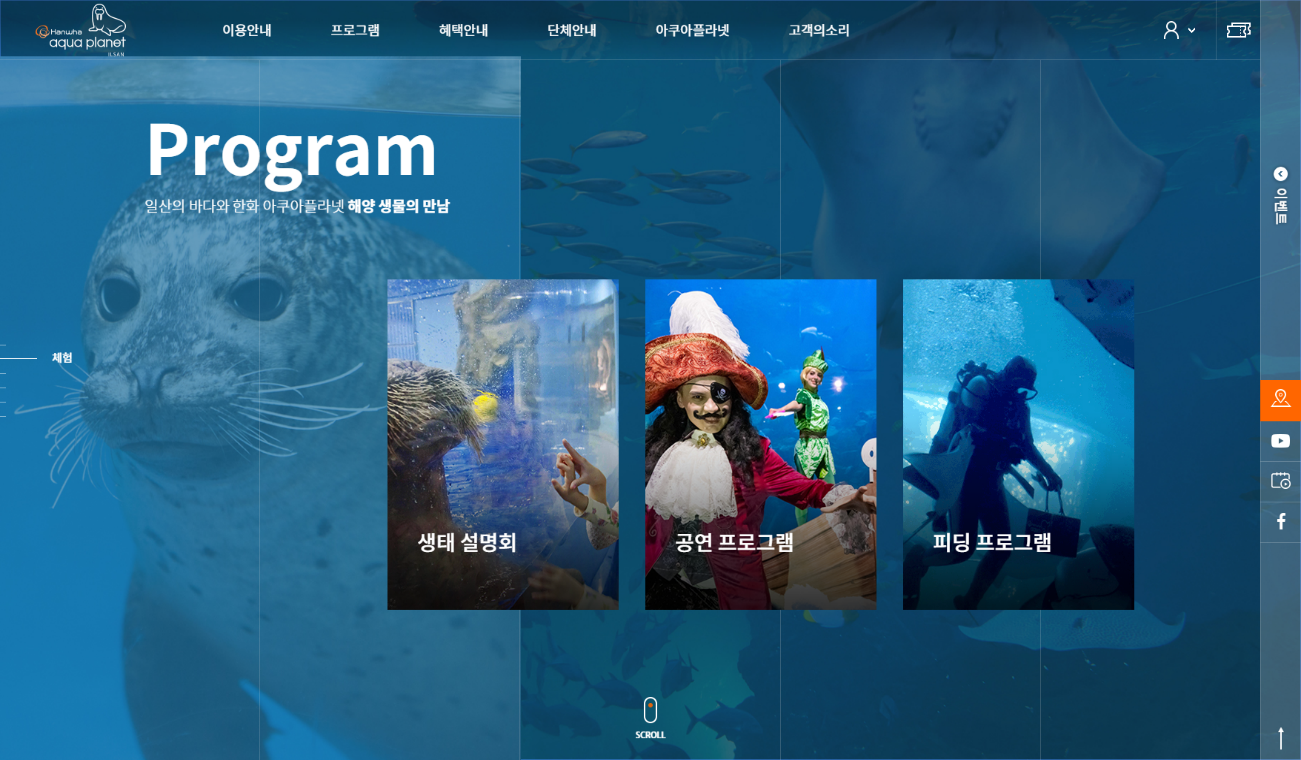 Hanwha
aqua planet
ILSAN
이용안내
프로그램
혜택안내
단체안내
아쿠아플라넷
고객의소리
Program
일산의 바다와 한화 아쿠아플라넷 해양 생물의 만남
이벤트
체험
생태 설명회
공연 프로그램
피딩 프로그램
SCROLL